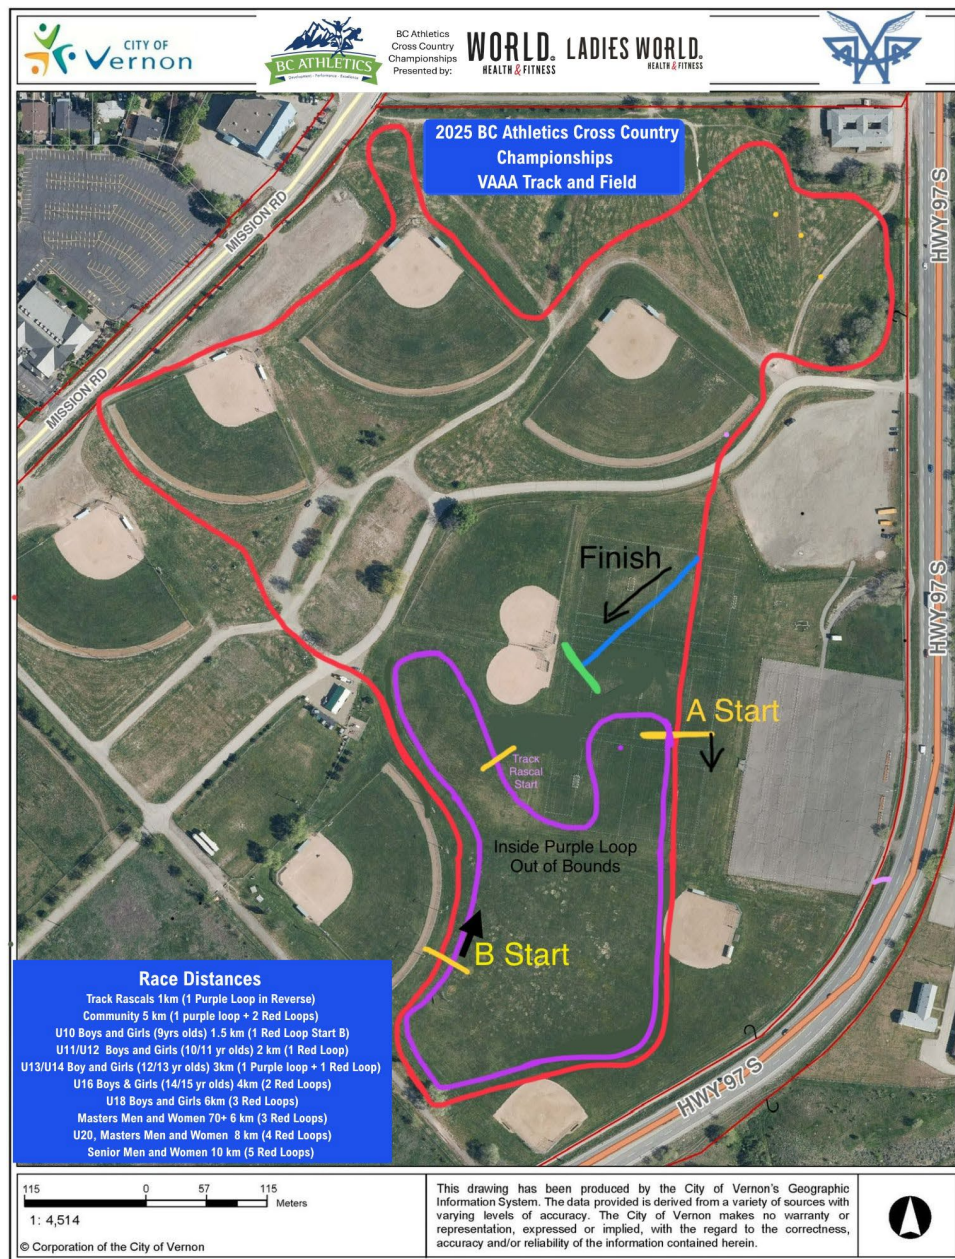 CITY OF
Vernon
BC ATHLETICS
BC Athletics
Cross Country
Championships
Presented by:
WORLD®
HEALTH & FITNESS
LADIES WORLD®
HEALTH & FITNESS
2025 BC Athletics Cross Country
Championships
VAAA Track and Field
MISSION RD
HWY 97 S
MISSION RD
Finish
HWY 97 S
A Start
Track
Rascal
Start
Inside Purple Loop
Out of Bounds
B Start
HWY 97 S
Race Distances
Track Rascals 1km (1 Purple Loop in Reverse)
Community 5 km (1 purple loop + 2 Red Loops)
U10 Boys and Girls (9yrs olds) 1.5 km (1 Red Loop Start B)
U11/U12 Boys and Girls (10/11 yr olds) 2 km (1 Red Loop)
U13/U14 Boy and Girls (12/13 yr olds) 3km (1 Purple loop + 1 Red Loop)
U16 Boys & Girls (14/15 yr olds) 4km (2 Red Loops)
U18 Boys and Girls 6km (3 Red Loops)
Masters Men and Women 70+ 6 km (3 Red Loops)
U20, Masters Men and Women 8 km (4 Red Loops)
Senior Men and Women 10 km (5 Red Loops)
115 0 57 115
Meters
1: 4,514
© Corporation of the City of Vernon
This drawing has been produced by the City of Vernon's Geographic
Information System. The data provided is derived from a variety of sources with
varying levels of accuracy. The City of Vernon makes no warranty or
representation, expressed or implied, with the regard to the correctness,
accuracy and/or reliability of the information contained herein.